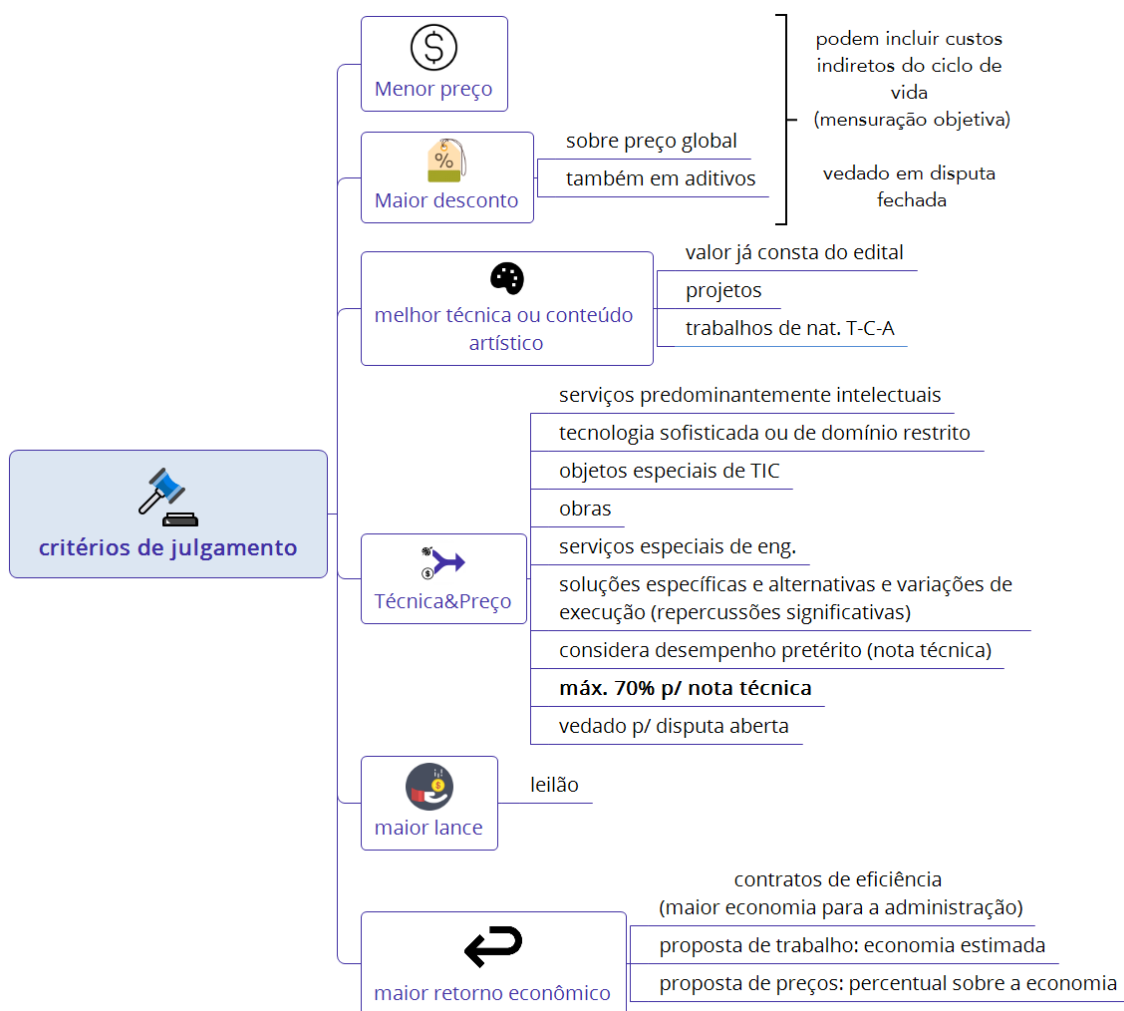 Menor preço
podem incluir custos
indiretos do ciclo de
vida
(mensuração objetiva)
vedado em disputa
fechada
%
Maior desconto
sobre preço global
também em aditivos
melhor técnica ou conteúdo
artístico
valor já consta do edital
projetos
trabalhos de nat. T-C-A
critérios de julgamento
Técnica&Preço
serviços predominantemente intelectuais
tecnologia sofisticada ou de domínio restrito
objetos especiais de TIC
obras
serviços especiais de eng.
soluções específicas e alternativas e variações de
execução (repercussões significativas)
considera desempenho pretérito (nota técnica)
máx. 70% p/ nota técnica
vedado p/ disputa aberta
maior lance
leilão
maior retorno econômico
contratos de eficiência
(maior economia para a administração)
proposta de trabalho: economia estimada
proposta de preços: percentual sobre a economia